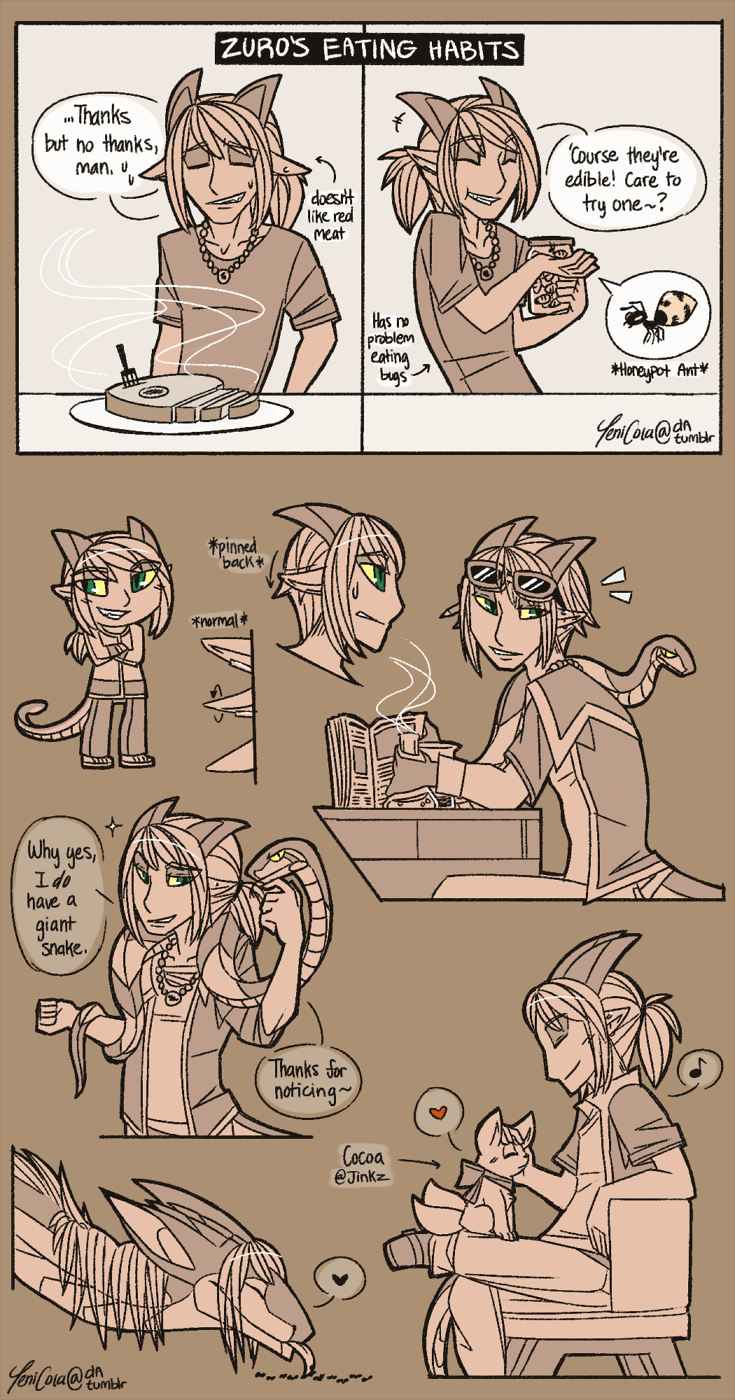 ZURO'S EATING HABITS
...Thanks
but no thanks,
man.
doesn't
like red
meat
'Course they're
edible! Care to
try one~?
Has no
problem
eating
bugs
*Honeypot Ant*
YeniCola@dA
tumblr
*pinned
back*
*normal*
Why yes,
I do
have a
giant
snake.
Thanks for
noticing~
Cocoa
@Jinkz
YeniCola@dA
tumblr